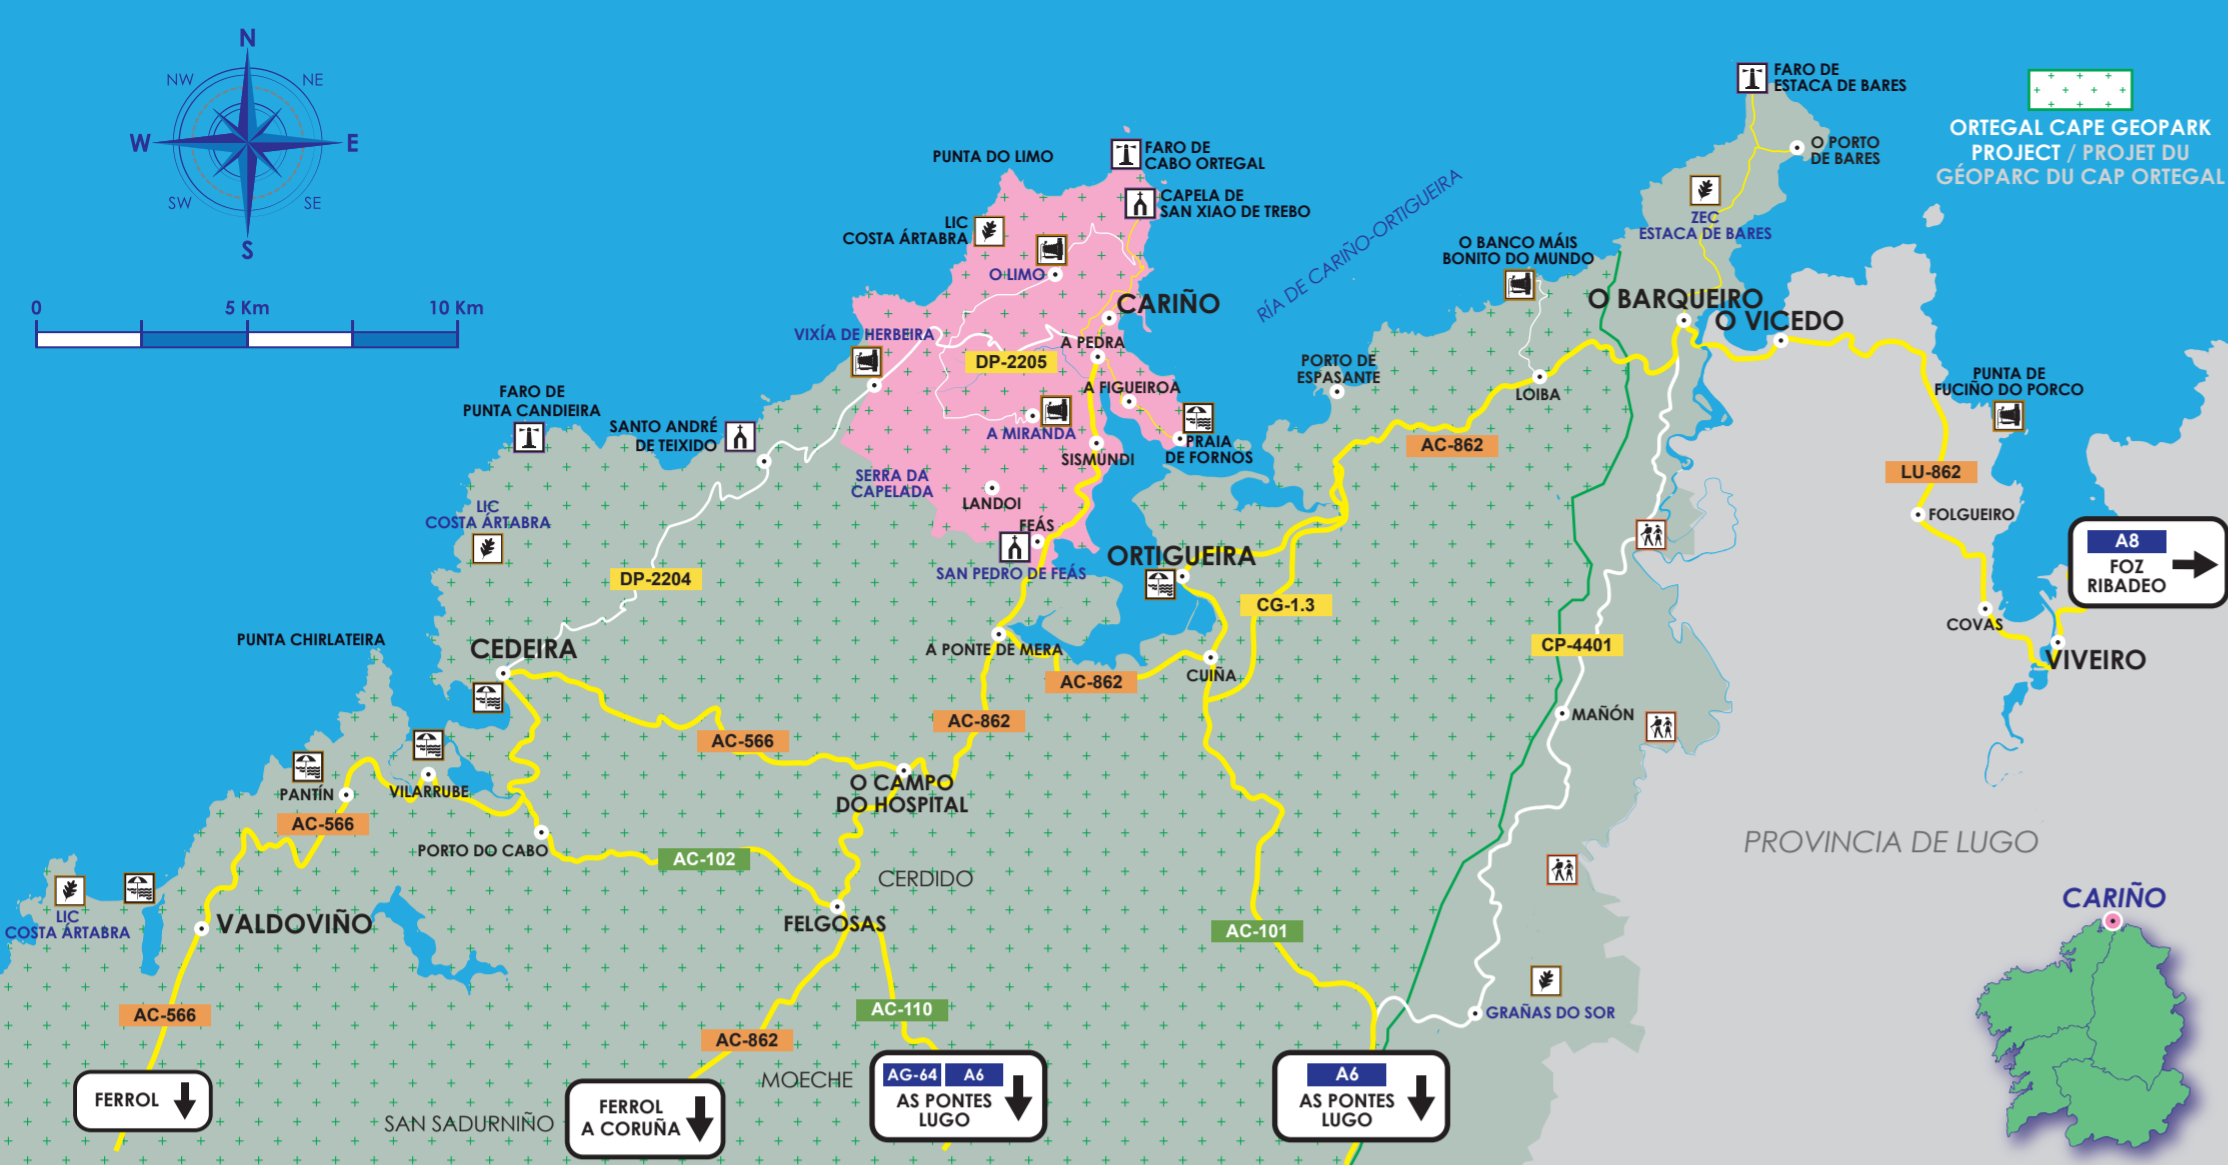 N
NW
NE
W
E
SW
SE
S
0
5 Km
10 Km
FARO DE
ESTACA DE BARES
O PORTO
DE BARES
ZEC
ESTACA DE BARES
ORTEGAL CAPE GEOPARK
PROJECT / PROJET DU
GÉOPARC DU CAP ORTEGAL
PUNTA DO LIMO
FARO DE
CABO ORTEGAL
CAPELA DE
SAN XIAO DE TREBO
LIC
COSTA ÁRTABRA
O LIMO
RÍA DE CARIÑO-ORTIGUEIRA
O BANCO MÁIS
BONITO DO MUNDO
CARIÑO
O BARQUEIRO
O VICEDO
VIXÍA DE HERBEIRA
A PEDRA
DP-2205
A FIGUEIROA
PORTO DE
ESPASANTE
LOIBA
PUNTA DE
FUCIÑO DO PORCO
FARO DE
PUNTA CANDIEIRA
SANTO ANDRÉ
DE TEIXIDO
A MIRANDA
SISMUNDI
PRAIA
DE FORNOS
AC-862
LU-862
SERRA DA
CAPELADA
LANDOI
FEÁS
LIC
COSTA ÁRTABRA
FOLGUEIRO
A8
FOZ
RIBADEO
ORTIGUEIRA
SAN PEDRO DE FEÁS
DP-2204
CG-1.3
COVAS
PUNTA CHIRLATEIRA
CEDEIRA
A PONTE DE MERA
CP-4401
VIVEIRO
AC-862
CUIÑA
AC-862
MAÑÓN
AC-566
O CAMPO
DO HOSPITAL
PANTÍN
VILARRUBE
AC-566
PORTO DO CABO
AC-102
CERDIDO
PROVINCIA DE LUGO
LIC
COSTA ÁRTABRA
VALDOVIÑO
FELGOSAS
AC-101
CARIÑO
AC-566
AC-110
GRAÑAS DO SOR
AC-862
MOECHE
FERROL
SAN SADURNIÑO
FERROL
A CORUÑA
AG-64
A6
AS PONTES
LUGO
A6
AS PONTES
LUGO